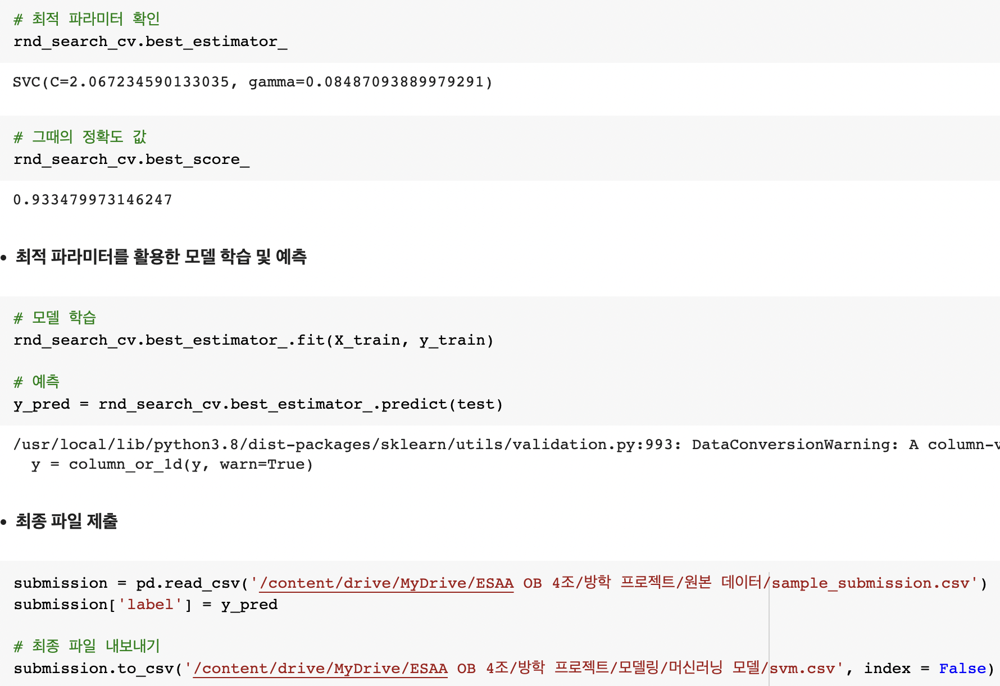 # 최적 파라미터 확인
rnd_search_cv.best_estimator_
SVC(C=2.067234590133035, gamma=0.08487093889979291)
# 그때의 정확도 값
rnd_search_cv.best_score_
0.933479973146247
• 최적 파라미터를 활용한 모델 학습 및 예측
# 모델 학습
rnd_search_cv.best_estimator_.fit(X_train, y_train)
# 예측
y_pred = rnd_search_cv.best_estimator_.predict(test)
/usr/local/lib/python3.8/dist-packages/sklearn/utils/validation.py:993: DataConversionWarning: A column-v
y = column_or_1d(y, warn=True)
• 최종 파일 제출
submission = pd.read_csv('/content/drive/MyDrive/ESAA OB 4조/방학 프로젝트/원본 데이터/sample_submission.csv')
submission['label'] = y_pred
# 최종 파일 내보내기
submission.to_csv('/content/drive/MyDrive/ESAA OB 4조/방학 프로젝트/모델링/머신러닝 모델/svm.csv', index = False)